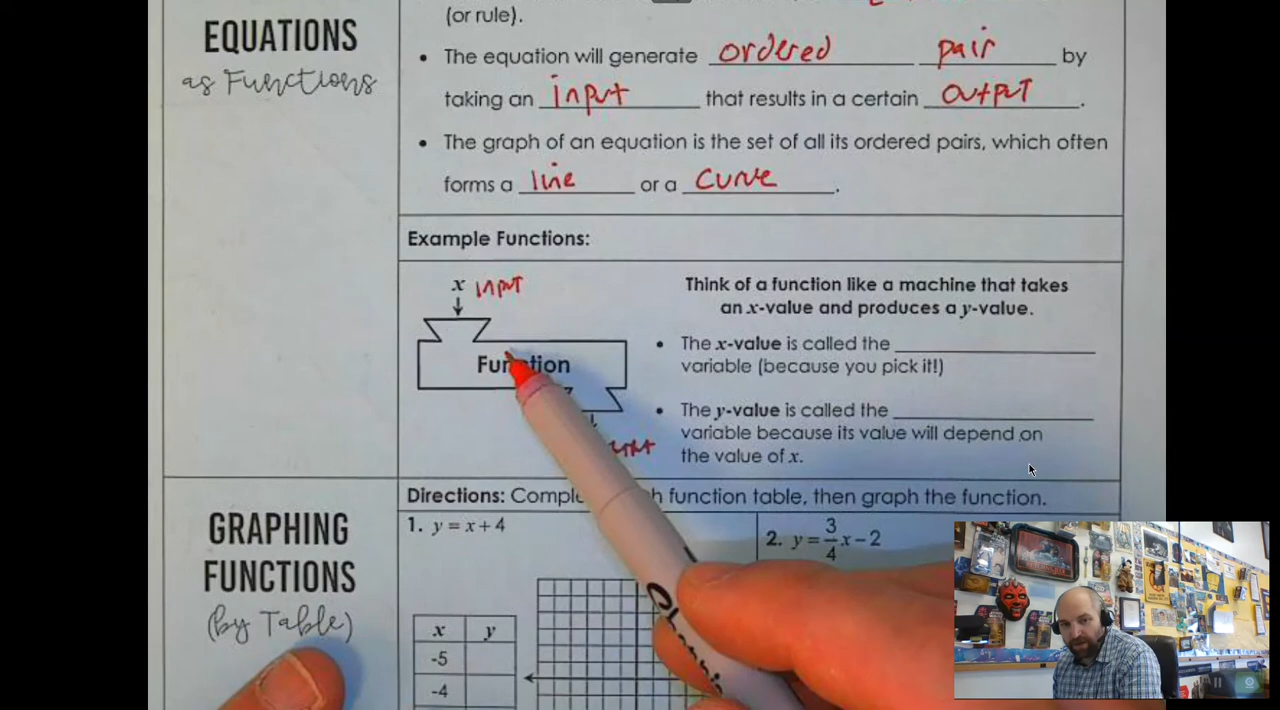 EQUATIONS
as Functions
(or rule).
• The equation will generate ordered pair by
taking an input that results in a certain output.
• The graph of an equation is the set of all its ordered pairs, which often
forms a line or a curve.
Example Functions:
x input
Function
Think of a function like a machine that takes
an x-value and produces a y-value.
• The x-value is called the
variable (because you pick it!)
• The y-value is called the
variable because its value will depend on
the value of x.
GRAPHING
FUNCTIONS
(by Table)
Directions: function table, then graph the function.
1. y = x + 4
2. y = 3/4 x − 2
x y
-5
-4